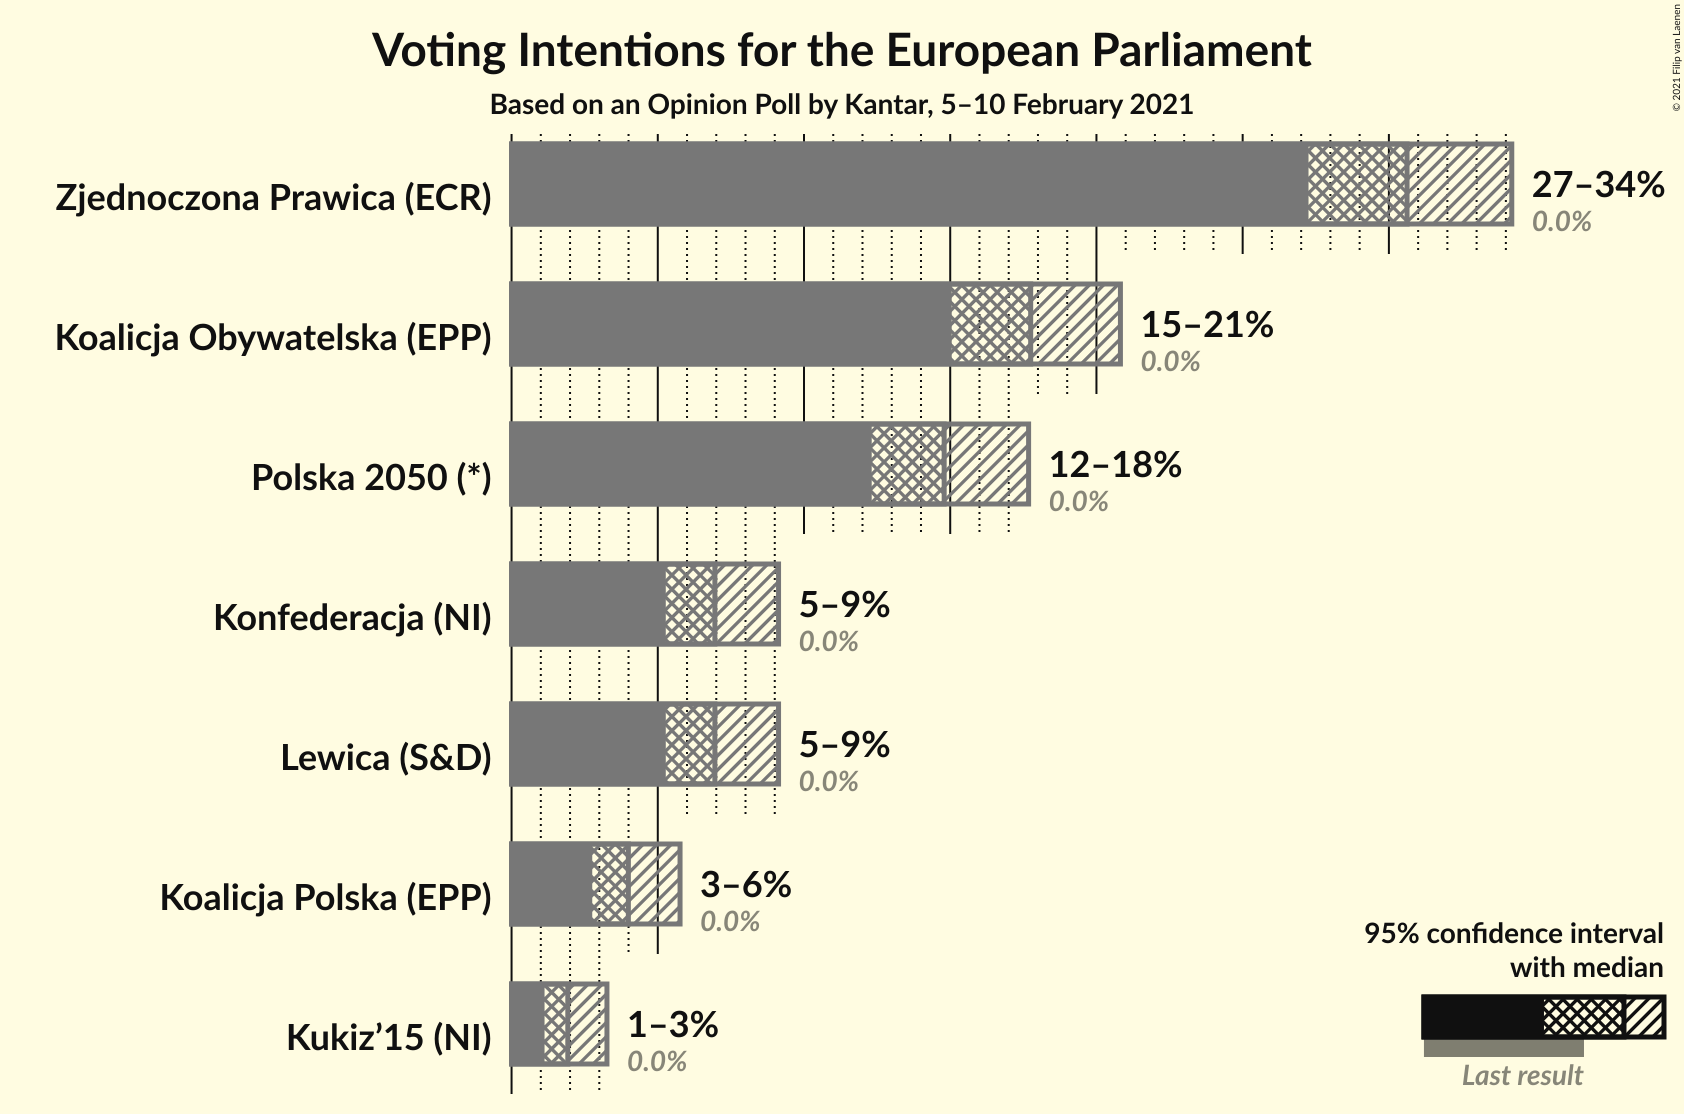 Voting Intentions for the European Parliament
Based on an Opinion Poll by Kantar, 5–10 February 2021
© 2021 Filip van Laenen
Zjednoczona Prawica (ECR)
27–34%
0.0%
Koalicja Obywatelska (EPP)
15–21%
0.0%
Polska 2050 (*)
12–18%
0.0%
Konfederacja (NI)
5–9%
0.0%
Lewica (S&D)
5–9%
0.0%
Koalicja Polska (EPP)
3–6%
0.0%
Kukiz’15 (NI)
1–3%
0.0%
95% confidence interval
with median
Last result